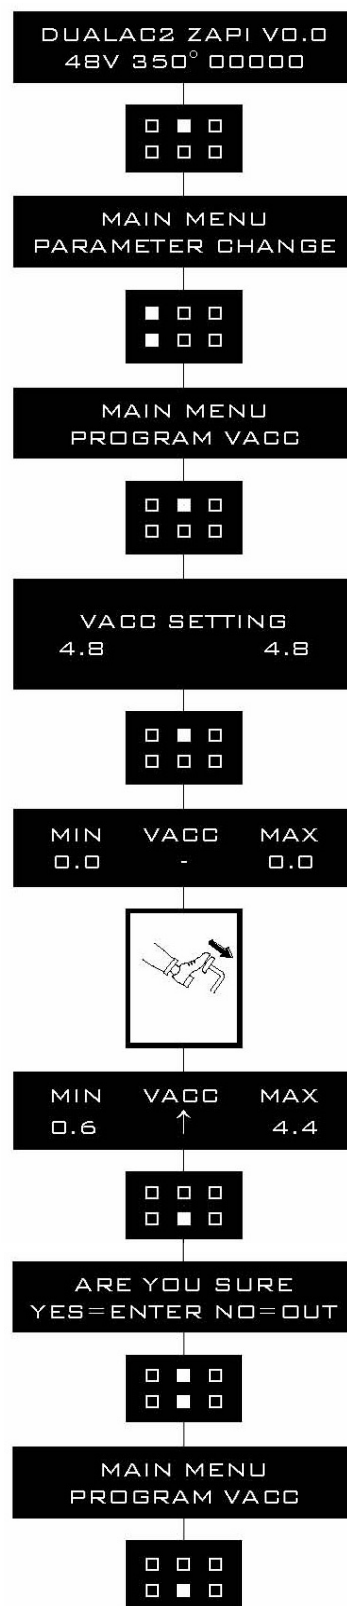 DUALAC2 ZAPI V0.0
48V 350° 00000
MAIN MENU
PARAMETER CHANGE
MAIN MENU
PROGRAM VACC
VACC SETTING
4.8 4.8
MIN VACC MAX
0.0 - 0.0
MIN VACC MAX
0.6 ↑ 4.4
ARE YOU SURE
YES=ENTER NO=OUT
MAIN MENU
PROGRAM VACC